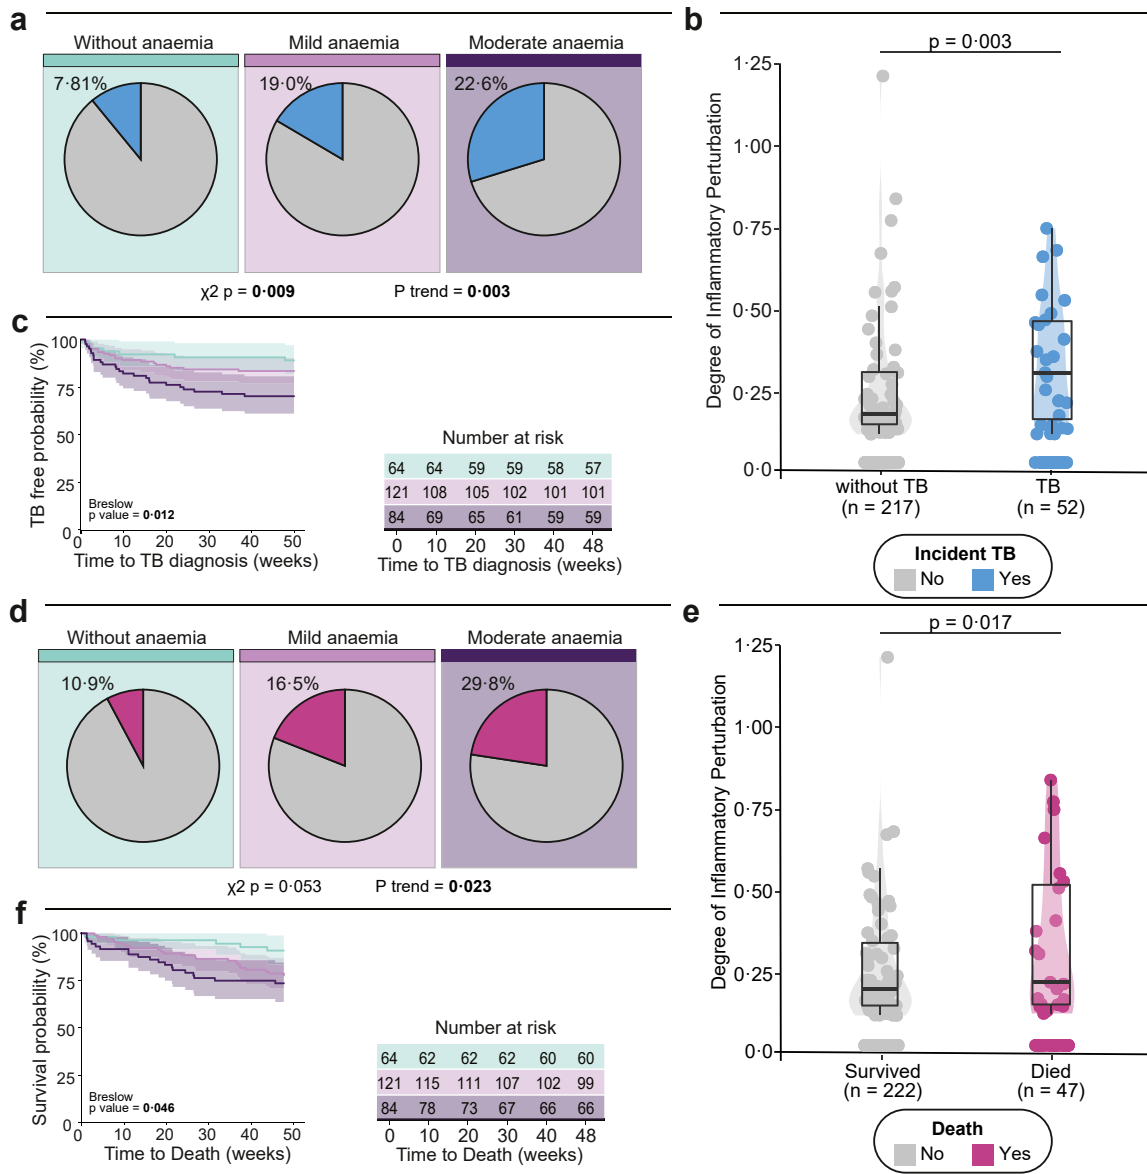 a
Without anaemia
Mild anaemia
Moderate anaemia
7·81%
19·0%
22·6%
χ2 p = 0·009
P trend = 0·003
b
p = 0·003
Degree of Inflammatory Perturbation
1·25
1·00
0·75
0·50
0·25
0·0
without TB
(n = 217)
TB
(n = 52)
Incident TB
No
Yes
c
TB free probability (%)
100
75
50
25
0
Breslow
p value = 0·012
0 10 20 30 40 50
Time to TB diagnosis (weeks)
Number at risk
64 64 59 59 58 57
121 108 105 102 101 101
84 69 65 61 59 59
0 10 20 30 40 48
Time to TB diagnosis (weeks)
d
Without anaemia
Mild anaemia
Moderate anaemia
10·9%
16·5%
29·8%
χ2 p = 0·053
P trend = 0·023
e
p = 0·017
Degree of Inflammatory Perturbation
1·25
1·00
0·75
0·50
0·25
0·0
Survived
(n = 222)
Died
(n = 47)
Death
No
Yes
f
Survival probability (%)
100
75
50
25
0
Breslow
p value = 0·046
0 10 20 30 40 50
Time to Death (weeks)
Number at risk
64 62 62 62 60 60
121 115 111 107 102 99
84 78 73 67 66 66
0 10 20 30 40 48
Time to Death (weeks)